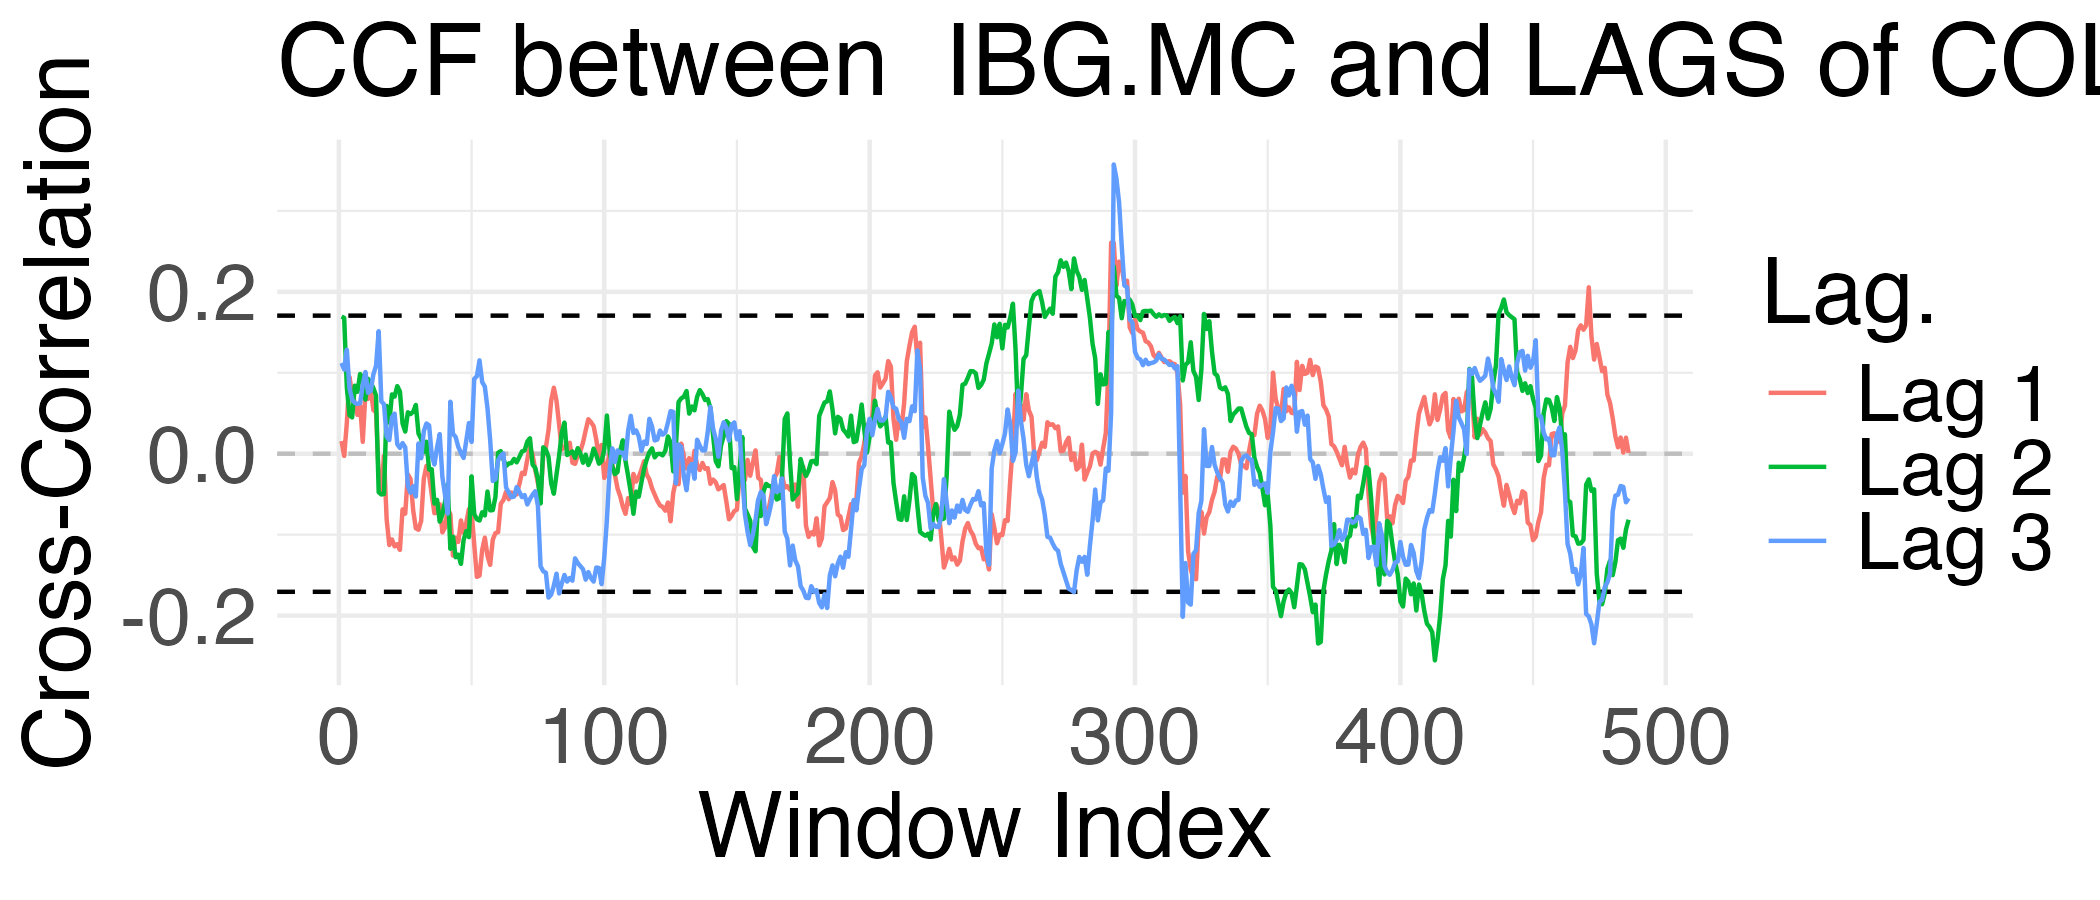 CCF between  IBG.MC and LAGS of COL
Cross-Correlation
0.2
0.0
-0.2
0 100 200 300 400 500
Window Index
Lag.
Lag 1
Lag 2
Lag 3